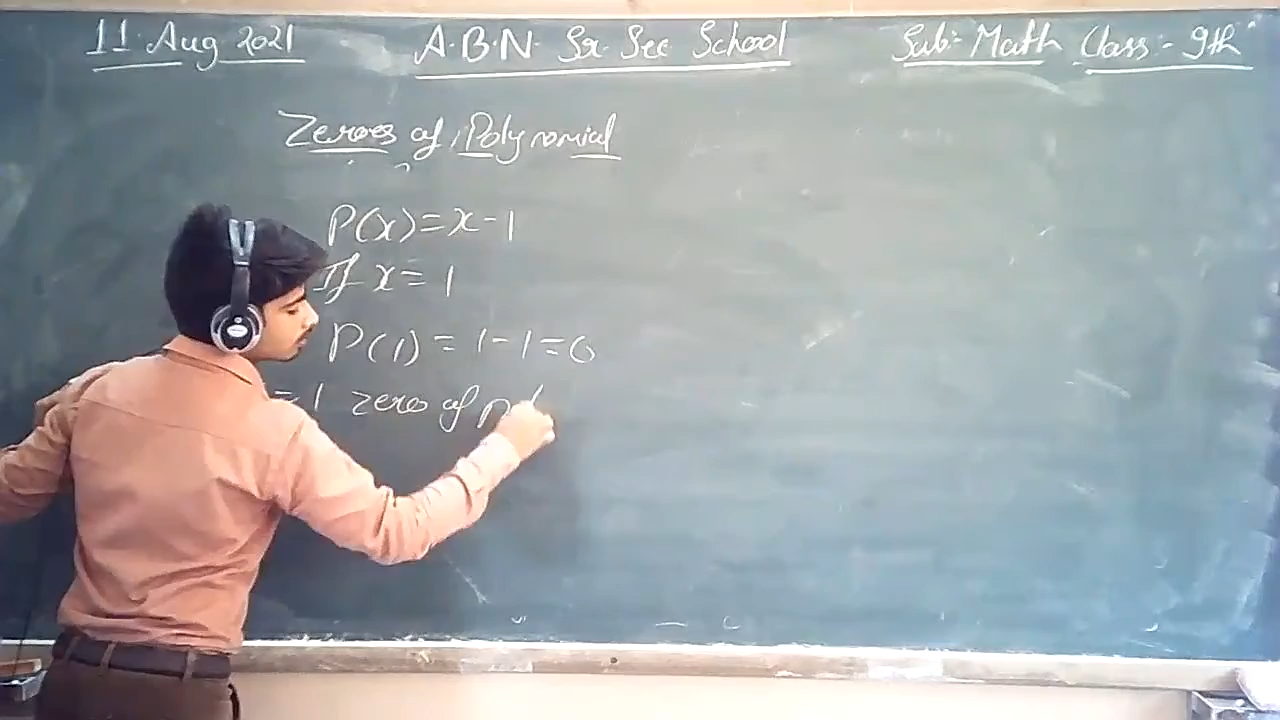 11 Aug 2021 A.B.N. Sr. Sec School Sub:- Math Class:- 9th
Zeroes of Polynomial
P(x) = x - 1
If x = 1
P(1) = 1 - 1 = 0
= 1 zero of